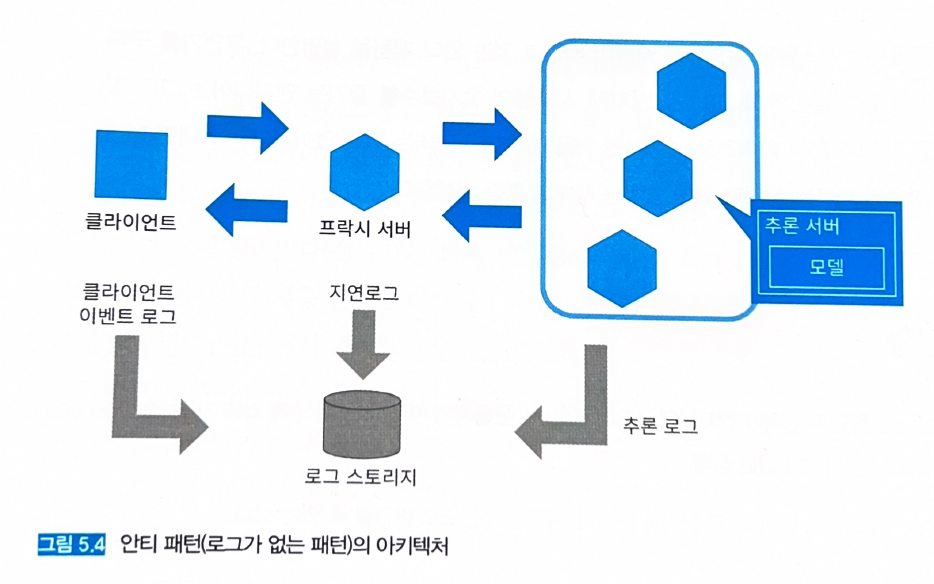 클라이언트
프락시 서버
추론 서버
모델
클라이언트
이벤트 로그
지연로그
추론 로그
로그 스토리지
그림 5.4 안티 패턴(로그가 없는 패턴)의 아키텍처